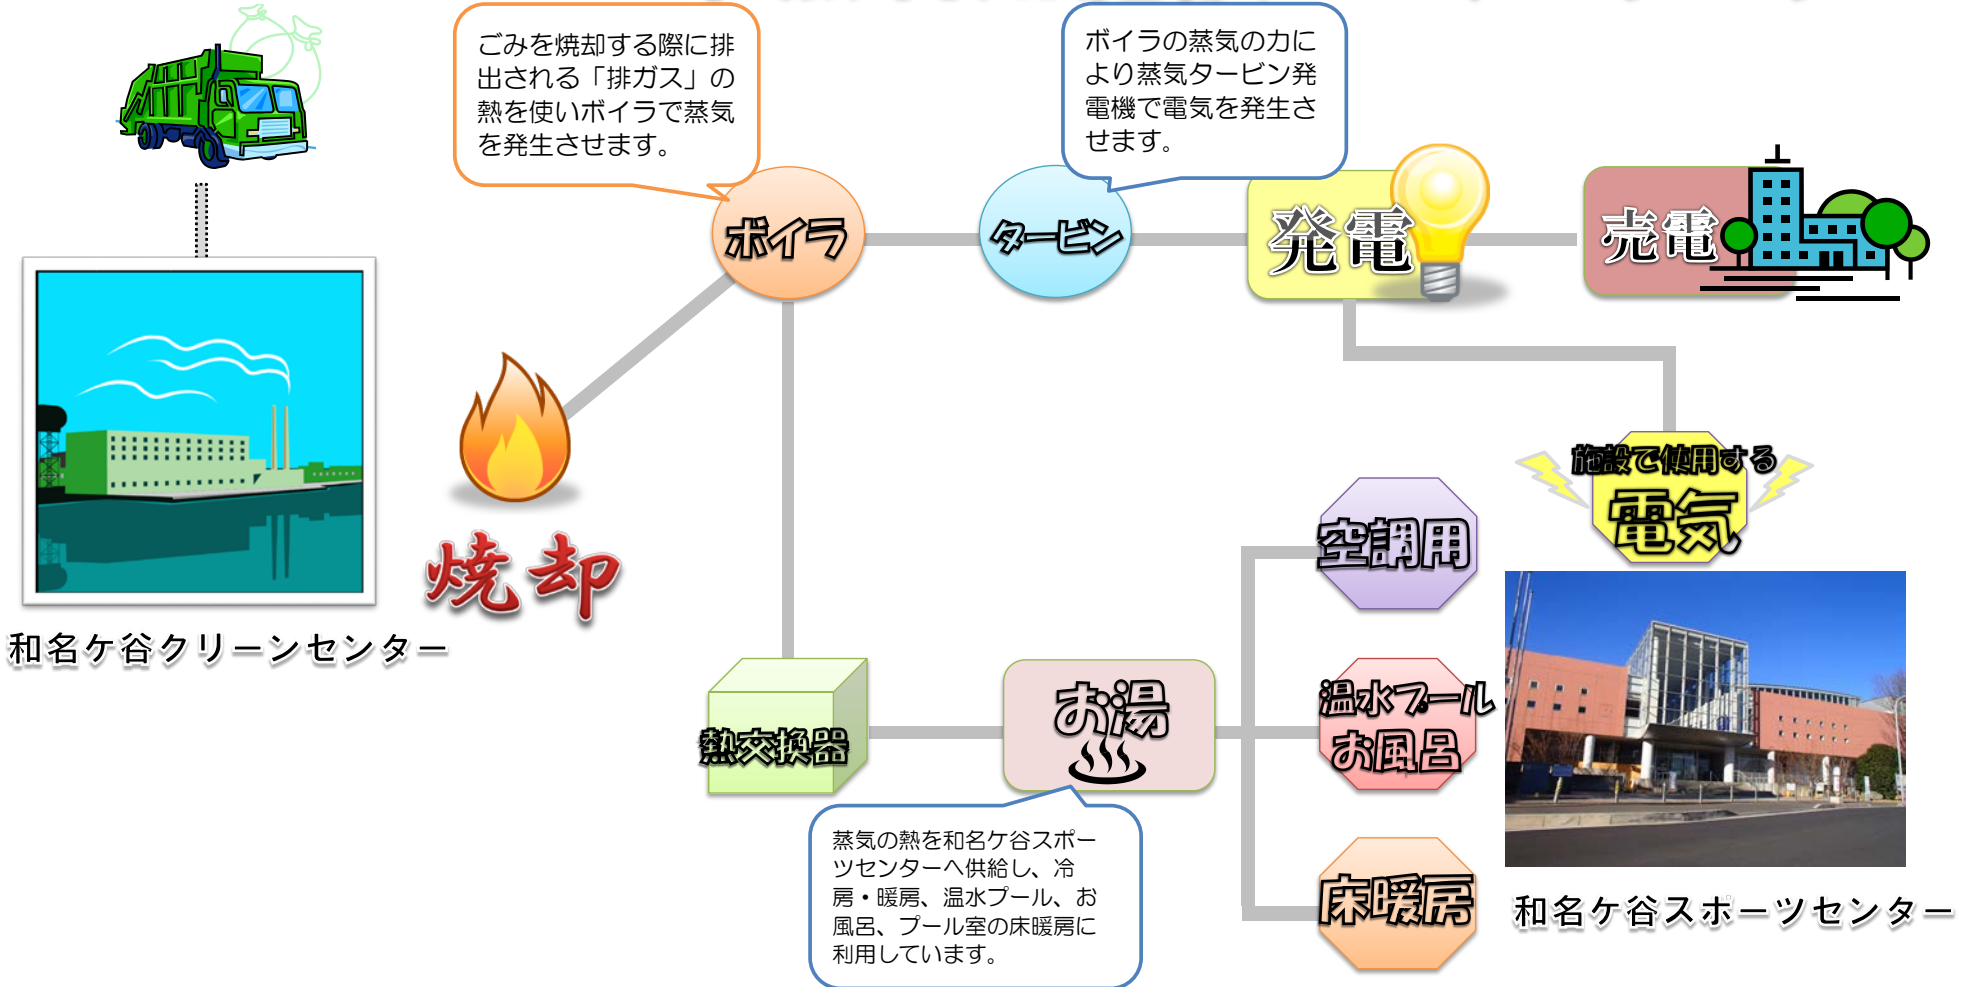 ごみを焼却する際に排
出される「排ガス」の
熱を使いボイラで蒸気
を発生させます。
ボイラの蒸気の力に
より蒸気タービン発
電機で電気を発生さ
せます。
ボイラ
タービン
発電
売電
焼却
和名ケ谷クリーンセンター
施設で使用する
電気
空調用
熱交換器
お湯
温水プール
お風呂
床暖房
蒸気の熱を和名ケ谷スポー
ツセンターへ供給し、冷
房・暖房、温水プール、お
風呂、プール室の床暖房に
利用しています。
和名ケ谷スポーツセンター